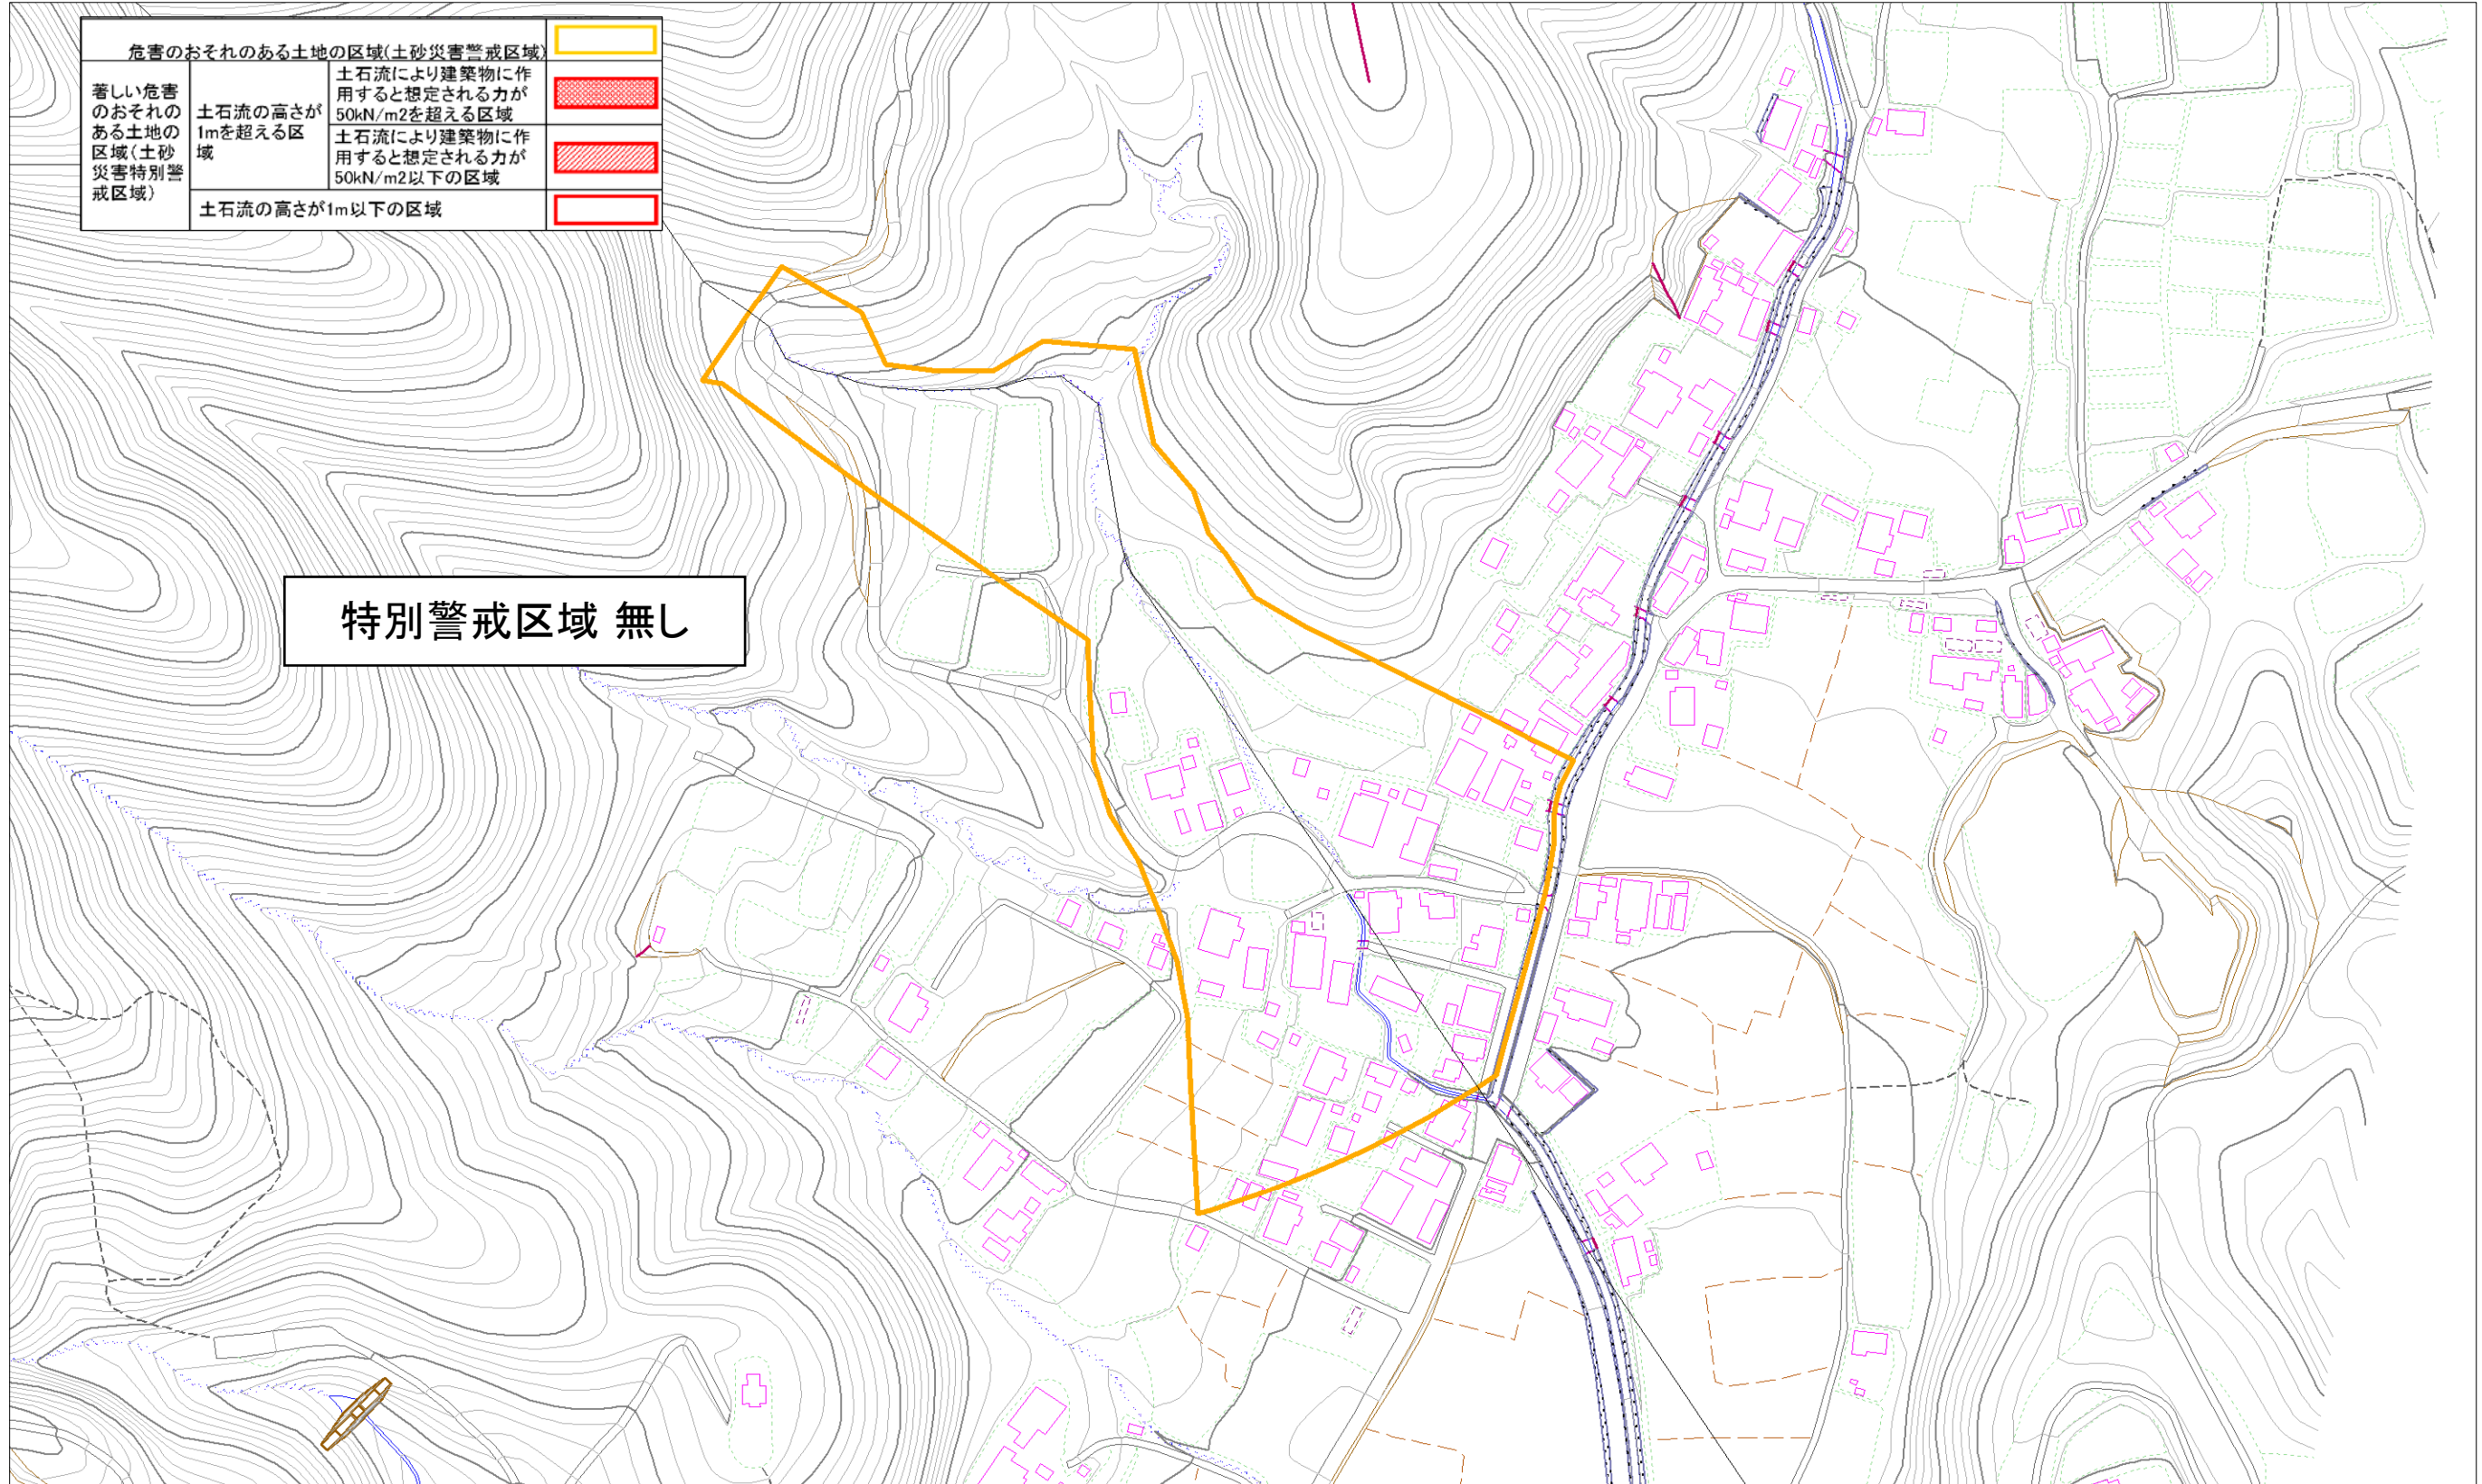 危害のおそれのある土地の区域(土砂災害警戒区域)
著しい危害
のおそれの
ある土地の
区域(土砂
災害特別警
戒区域)
土石流の高さが
1mを超える区
域
土石流により建築物に作
用すると想定される力が
50kN/m2を超える区域
土石流により建築物に作
用すると想定される力が
50kN/m2以下の区域
土石流の高さが1m以下の区域
特別警戒区域 無し